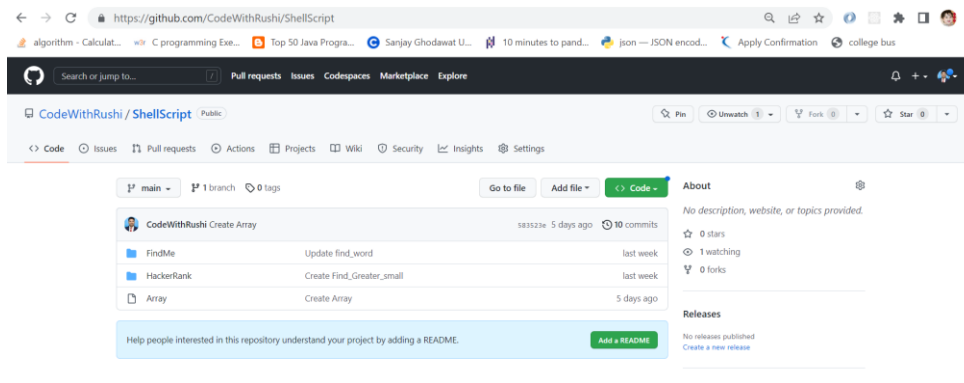 https://github.com/CodeWithRushi/ShellScript
algorithm - Calculat... w3r C programming Exe... Top 50 Java Progra... Sanjay Ghodawat U... 10 minutes to pand... json — JSON encod... Apply Confirmation college bus
Search or jump to... / Pull requests Issues Codespaces Marketplace Explore
CodeWithRushi / ShellScript Public Pin Unwatch 1 Fork 0 Star 0
Code Issues Pull requests Actions Projects Wiki Security Insights Settings
main 1 branch 0 tags Go to file Add file Code About
No description, website, or topics provided.
CodeWithRushi Create Array 583523e 5 days ago 10 commits
0 stars
FindMe Update find_word last week 1 watching
HackerRank Create Find_Greater_small last week 0 forks
Array Create Array 5 days ago
Releases
Help people interested in this repository understand your project by adding a README. Add a README No releases published
Create a new release